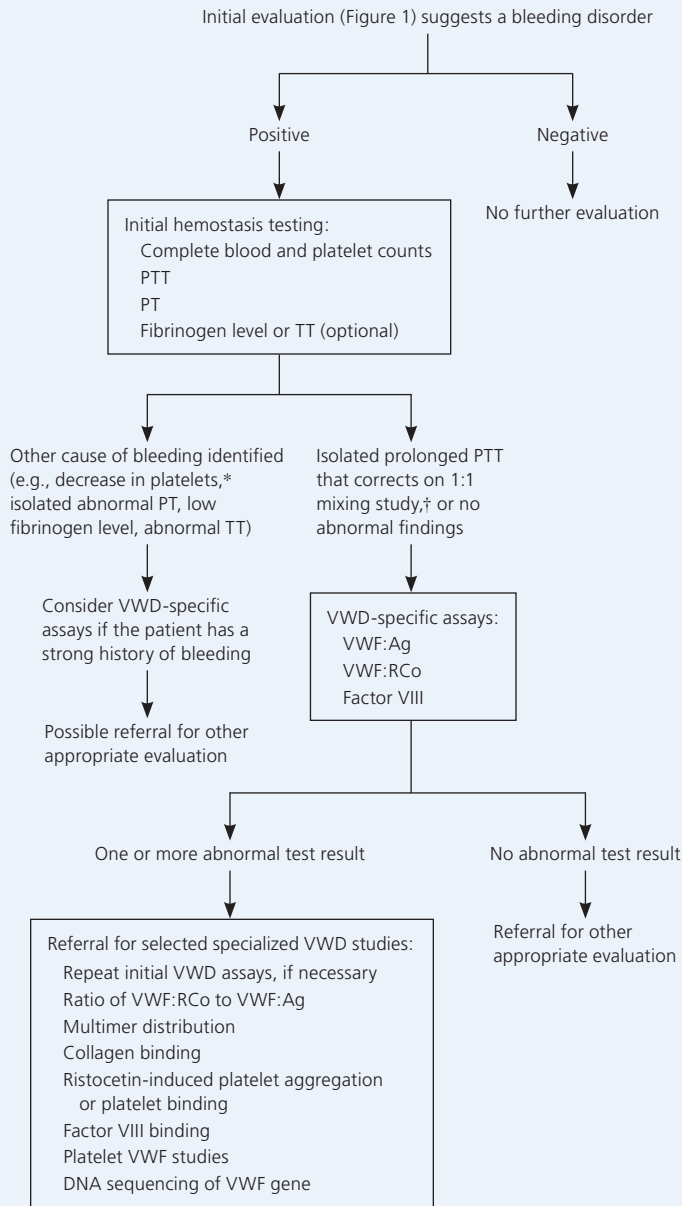 Initial evaluation (Figure 1) suggests a bleeding disorder
Positive
Negative
Initial hemostasis testing:
Complete blood and platelet counts
PTT
PT
Fibrinogen level or TT (optional)
No further evaluation
Other cause of bleeding identified
(e.g., decrease in platelets,*
isolated abnormal PT, low
fibrinogen level, abnormal TT)
Isolated prolonged PTT
that corrects on 1:1
mixing study,† or no
abnormal findings
Consider VWD-specific
assays if the patient has a
strong history of bleeding
VWD-specific assays:
VWF:Ag
VWF:RCo
Factor VIII
Possible referral for other
appropriate evaluation
One or more abnormal test result
No abnormal test result
Referral for selected specialized VWD studies:
Repeat initial VWD assays, if necessary
Ratio of VWF:RCo to VWF:Ag
Multimer distribution
Collagen binding
Ristocetin-induced platelet aggregation
or platelet binding
Factor VIII binding
Platelet VWF studies
DNA sequencing of VWF gene
Referral for other
appropriate evaluation